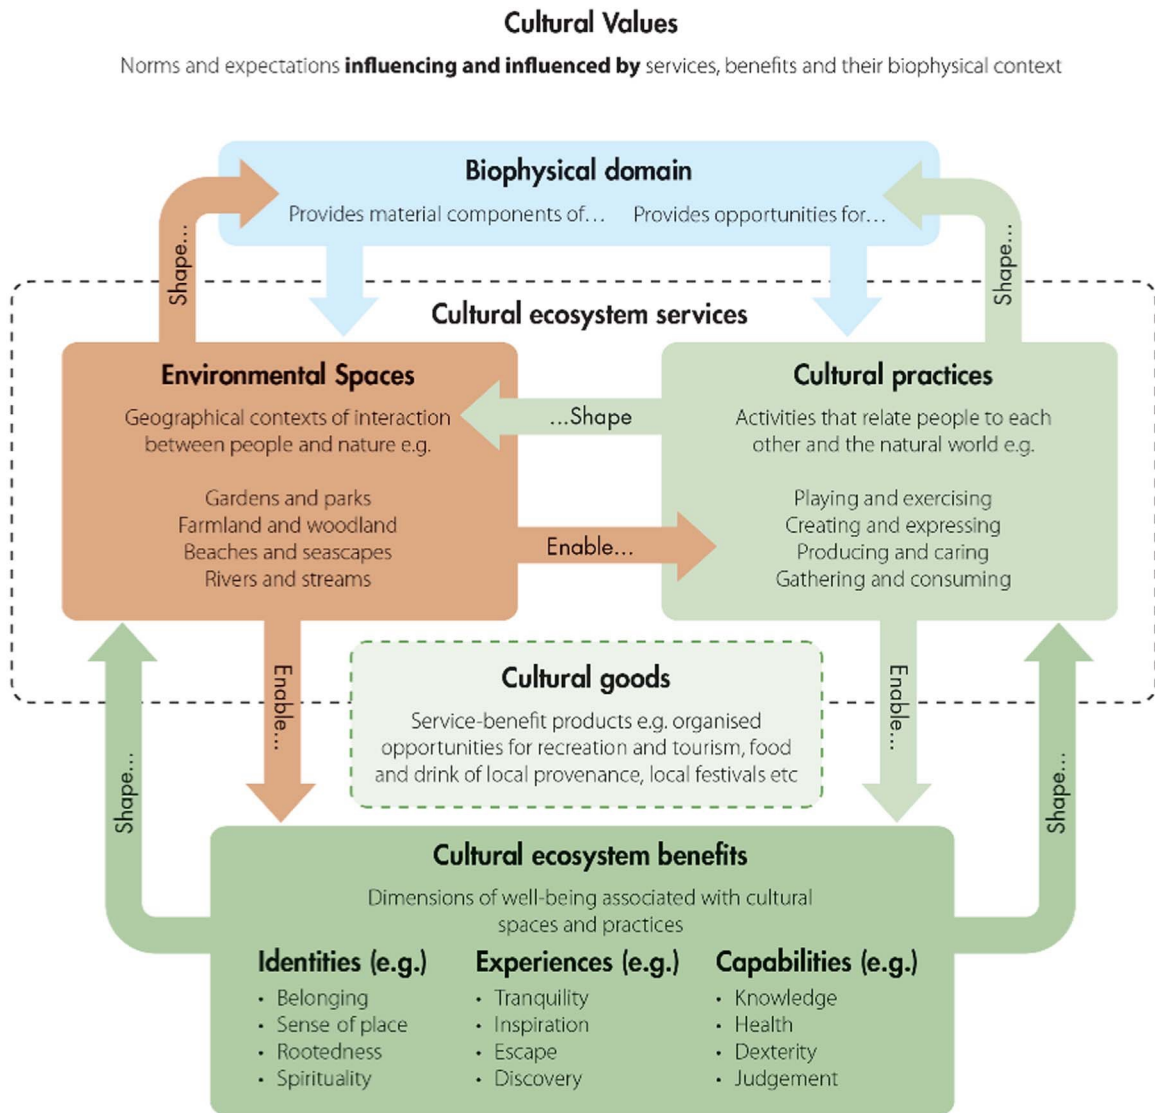 Cultural Values
Norms and expectations influencing and influenced by services, benefits and their biophysical context
Biophysical domain
Provides material components of...
Provides opportunities for...
Shape...
Shape...
Cultural ecosystem services
Environmental Spaces
Geographical contexts of interaction
between people and nature e.g.
Gardens and parks
Farmland and woodland
Beaches and seascapes
Rivers and streams
...Shape
Enable...
Cultural practices
Activities that relate people to each
other and the natural world e.g.
Playing and exercising
Creating and expressing
Producing and caring
Gathering and consuming
Enable...
Enable...
Cultural goods
Service-benefit products e.g. organised
opportunities for recreation and tourism, food
and drink of local provenance, local festivals etc
Shape...
Shape...
Cultural ecosystem benefits
Dimensions of well-being associated with cultural
spaces and practices
Identities (e.g.)
• Belonging
• Sense of place
• Rootedness
• Spirituality
Experiences (e.g.)
• Tranquility
• Inspiration
• Escape
• Discovery
Capabilities (e.g.)
• Knowledge
• Health
• Dexterity
• Judgement